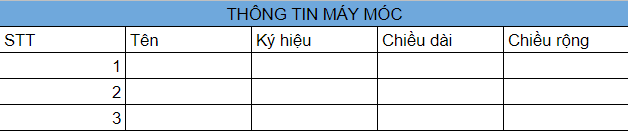 THÔNG TIN MÁY MÓC
STT Tên Ký hiệu Chiều dài Chiều rộng
1
2
3